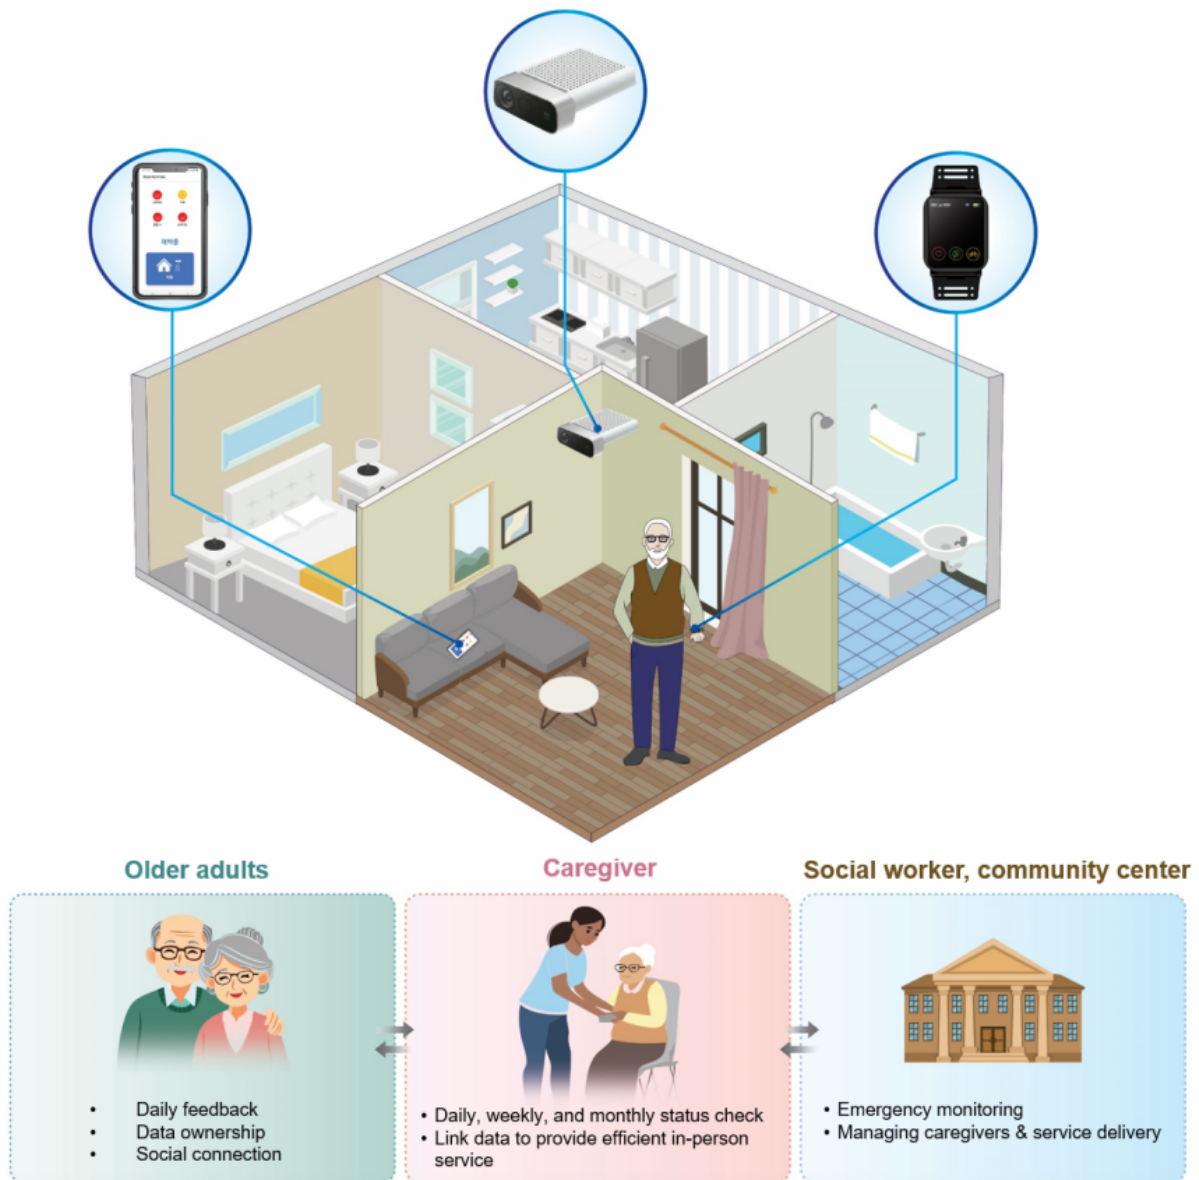 Older adults
Caregiver
Social worker, community center
• Daily feedback
• Data ownership
• Social connection
• Daily, weekly, and monthly status check
• Link data to provide efficient in-person
service
• Emergency monitoring
• Managing caregivers & service delivery